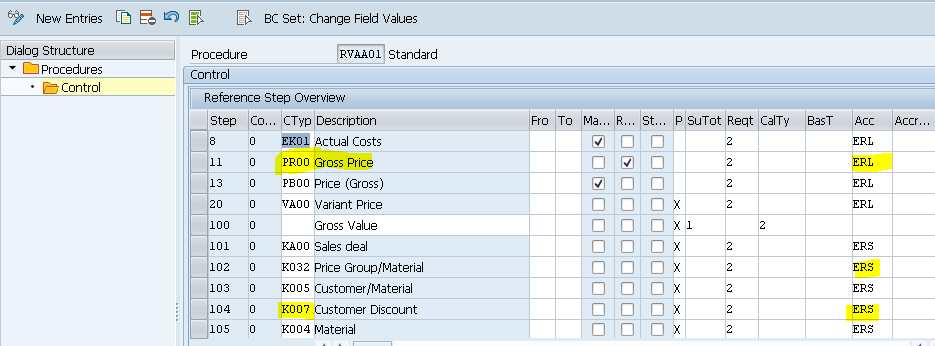 New Entries BC Set: Change Field Values
Dialog Structure
Procedures
Control
Procedure RVAA01 Standard
Control
Reference Step Overview
Step Co... CTyp Description Fro To Ma... R... St... P SuTot Reqt CalTy BasT Acc Accr...
8 0 EK01 Actual Costs 2 ERL
11 0 PR00 Gross Price 2 ERL
13 0 PB00 Price (Gross) 2 ERL
20 0 VA00 Variant Price X 2 ERL
100 0 Gross Value X 1 2
101 0 KA00 Sales deal X 2 ERS
102 0 K032 Price Group/Material X 2 ERS
103 0 K005 Customer/Material X 2 ERS
104 0 K007 Customer Discount X 2 ERS
105 0 K004 Material X 2 ERS